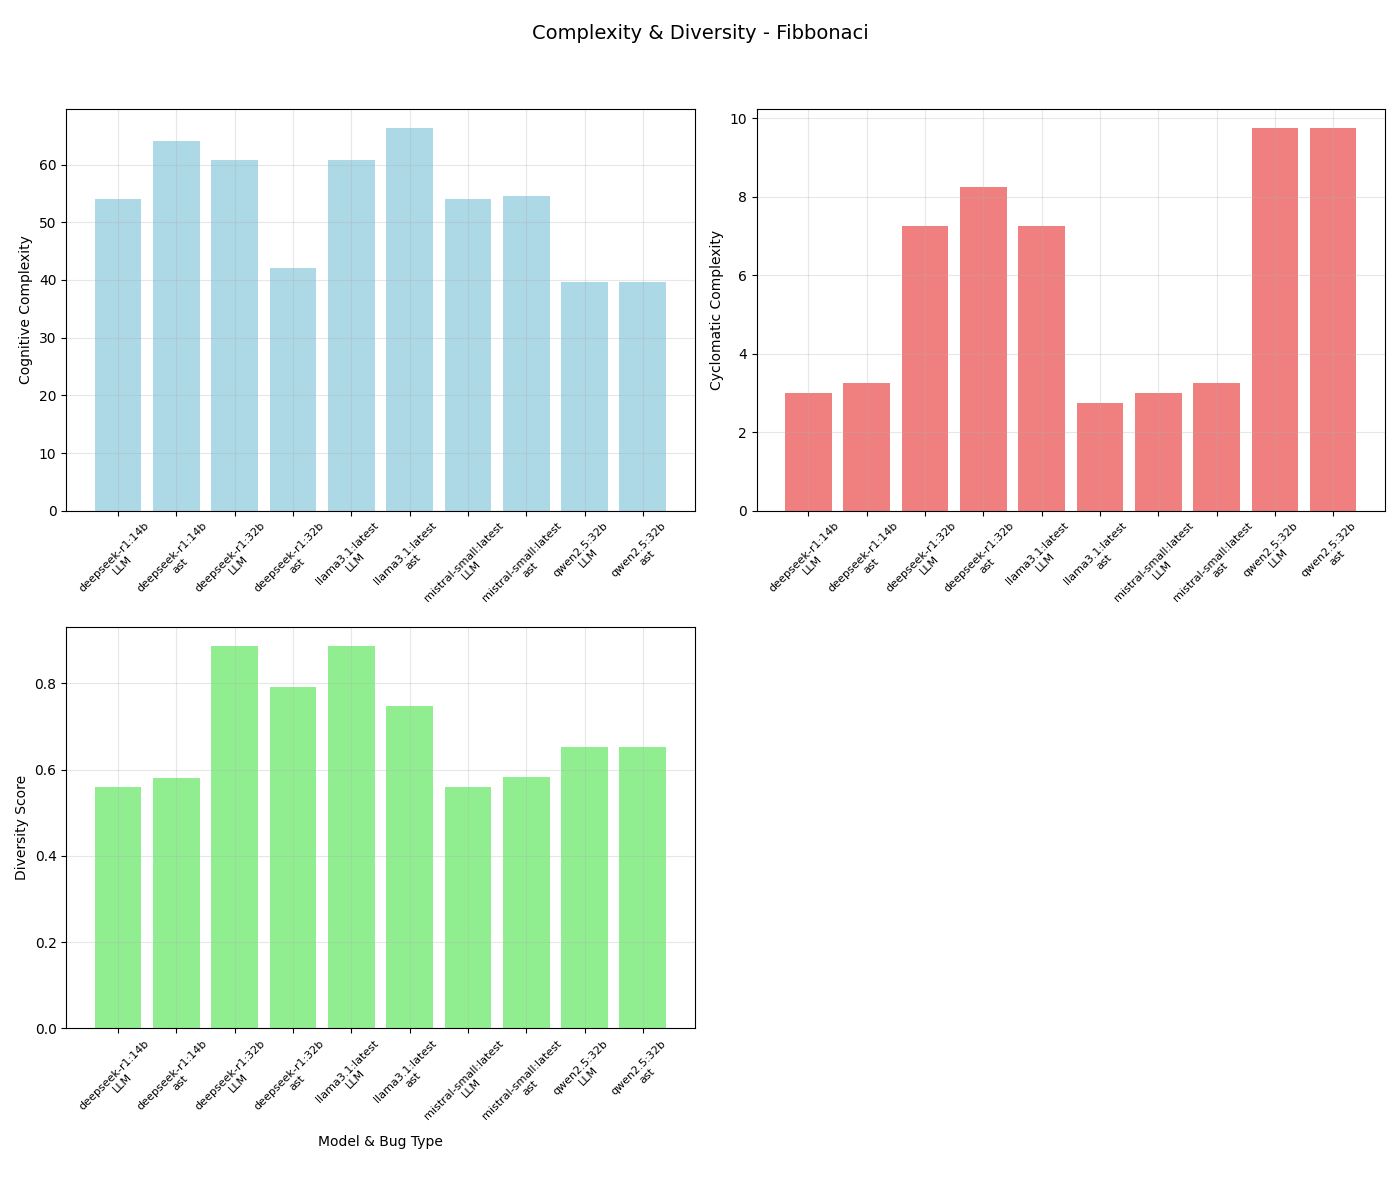 Complexity & Diversity - Fibbonaci
Cognitive Complexity
60
50
40
30
20
10
0
deepseek-r1:14b
LLM
deepseek-r1:14b
ast
deepseek-r1:32b
LLM
deepseek-r1:32b
ast
llama3.1:latest
LLM
llama3.1:latest
ast
mistral-small:latest
LLM
mistral-small:latest
ast
qwen2.5:32b
LLM
qwen2.5:32b
ast
Cyclomatic Complexity
10
8
6
4
2
0
deepseek-r1:14b
LLM
deepseek-r1:14b
ast
deepseek-r1:32b
LLM
deepseek-r1:32b
ast
llama3.1:latest
LLM
llama3.1:latest
ast
mistral-small:latest
LLM
mistral-small:latest
ast
qwen2.5:32b
LLM
qwen2.5:32b
ast
Diversity Score
0.8
0.6
0.4
0.2
0.0
deepseek-r1:14b
LLM
deepseek-r1:14b
ast
deepseek-r1:32b
LLM
deepseek-r1:32b
ast
llama3.1:latest
LLM
llama3.1:latest
ast
mistral-small:latest
LLM
mistral-small:latest
ast
qwen2.5:32b
LLM
qwen2.5:32b
ast
Model & Bug Type